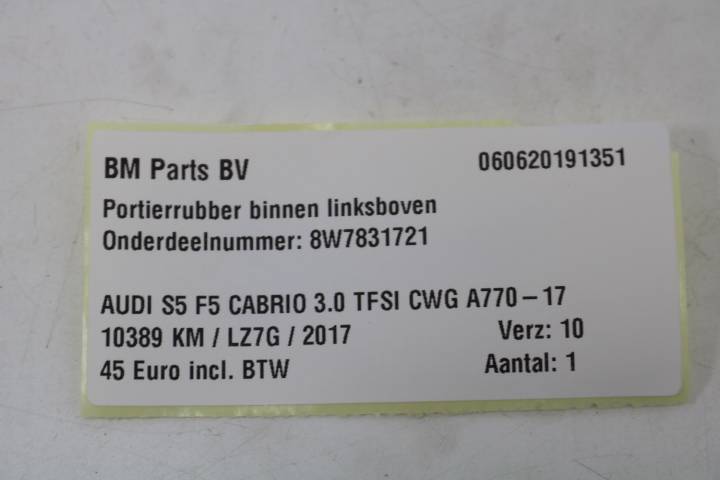 BM Parts BV 060620191351
Portierrubber binnen linksboven
Onderdeelnummer: 8W7831721
AUDI S5 F5 CABRIO 3.0 TFSI CWG A770-17
10389 KM / LZ7G / 2017 Verz: 10
45 Euro incl. BTW Aantal: 1